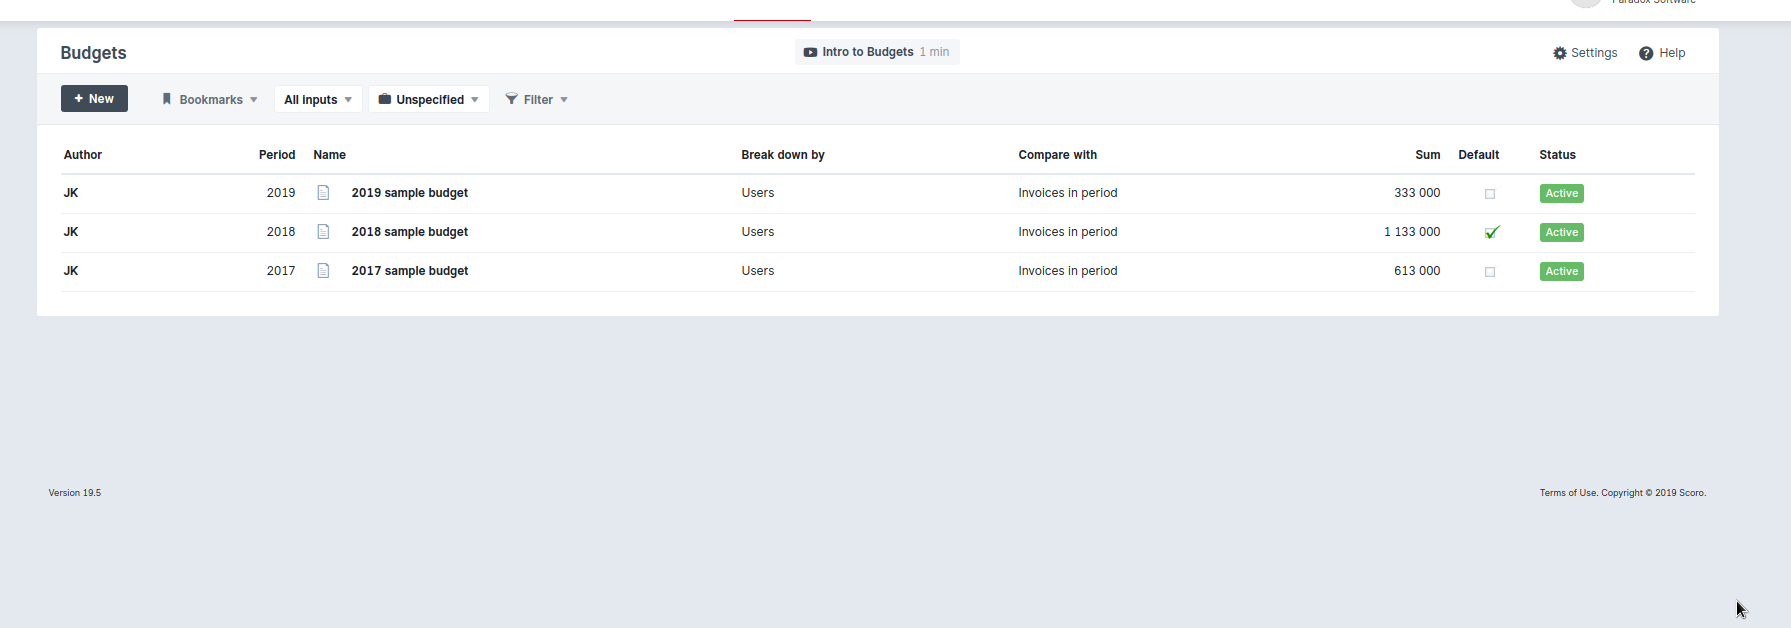 Paradox Software
Budgets
Intro to Budgets 1 min
Settings
Help
+ New
Bookmarks
All inputs
Unspecified
Filter
Author Period Name Break down by Compare with Sum Default Status
JK 2019 2019 sample budget Users Invoices in period 333 000 Active
JK 2018 2018 sample budget Users Invoices in period 1 133 000 Active
JK 2017 2017 sample budget Users Invoices in period 613 000 Active
Version 19.5
Terms of Use. Copyright © 2019 Scoro.